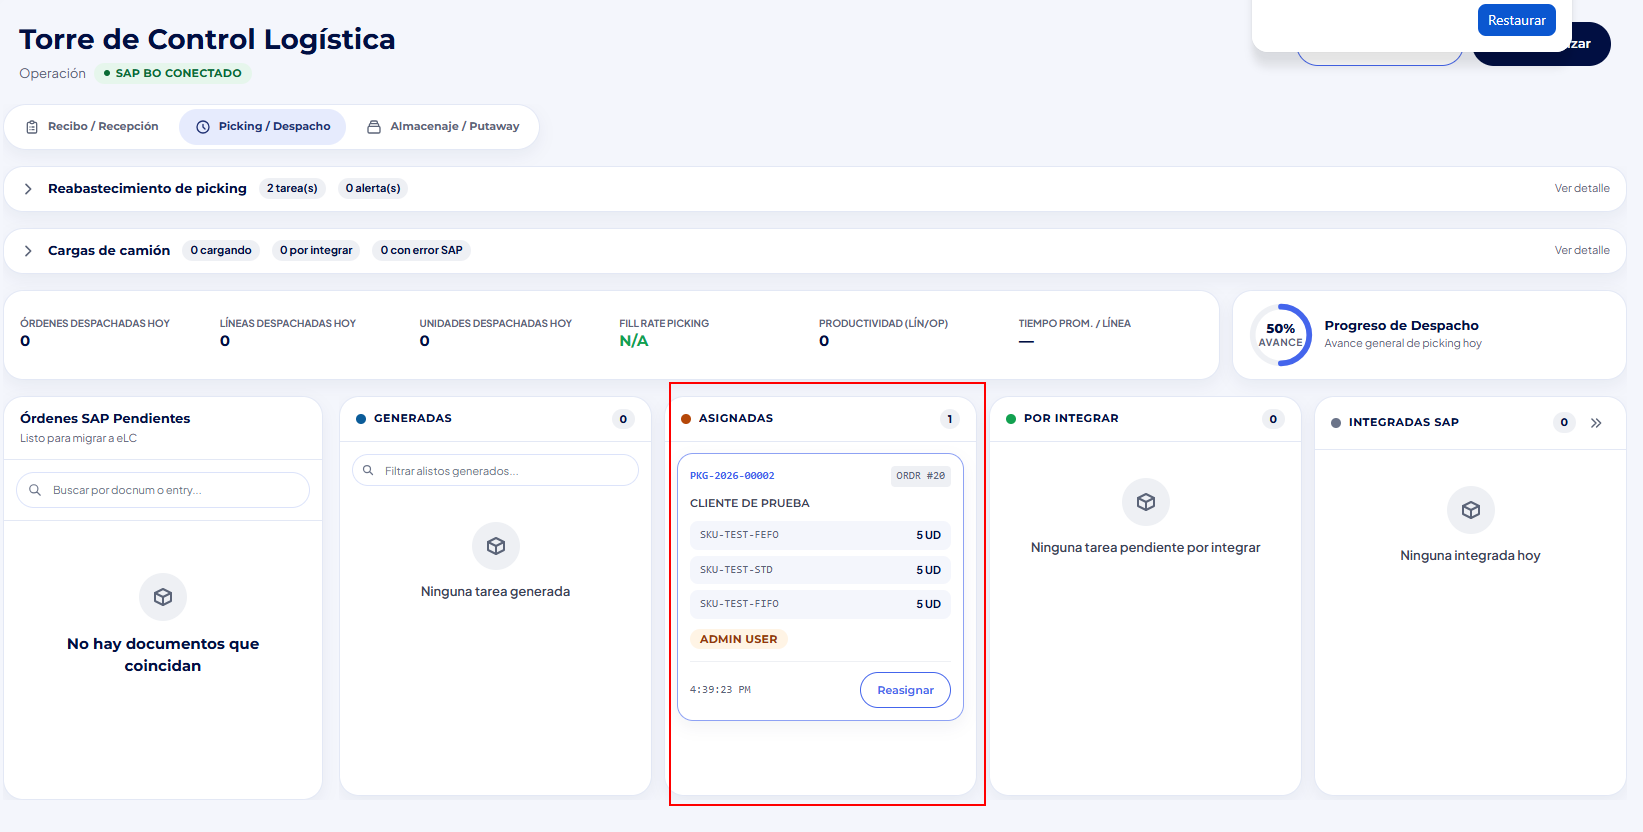 Restaurar
Torre de Control Logística
Operación
SAP BO CONECTADO
Recibo / Recepción
Picking / Despacho
Almacenaje / Putaway
Reabastecimiento de picking
2 tarea(s)
0 alerta(s)
Ver detalle
Cargas de camión
0 cargando
0 por integrar
0 con error SAP
Ver detalle
ÓRDENES DESPACHADAS HOY
0
LÍNEAS DESPACHADAS HOY
0
UNIDADES DESPACHADAS HOY
0
FILL RATE PICKING
N/A
PRODUCTIVIDAD (LÍN/OP)
0
TIEMPO PROM. / LÍNEA
—
50%
AVANCE
Progreso de Despacho
Avance general de picking hoy
Órdenes SAP Pendientes
Listo para migrar a eLC
Buscar por docnum o entry...
No hay documentos que
coincidan
GENERADAS
0
Filtrar alistos generados...
Ninguna tarea generada
ASIGNADAS
1
PKG-2026-00002
ORDR #20
CLIENTE DE PRUEBA
SKU-TEST-FEFO
5 UD
SKU-TEST-STD
5 UD
SKU-TEST-FIFO
5 UD
ADMIN USER
4:39:23 PM
Reasignar
POR INTEGRAR
0
Ninguna tarea pendiente por integrar
INTEGRADAS SAP
0
Ninguna integrada hoy